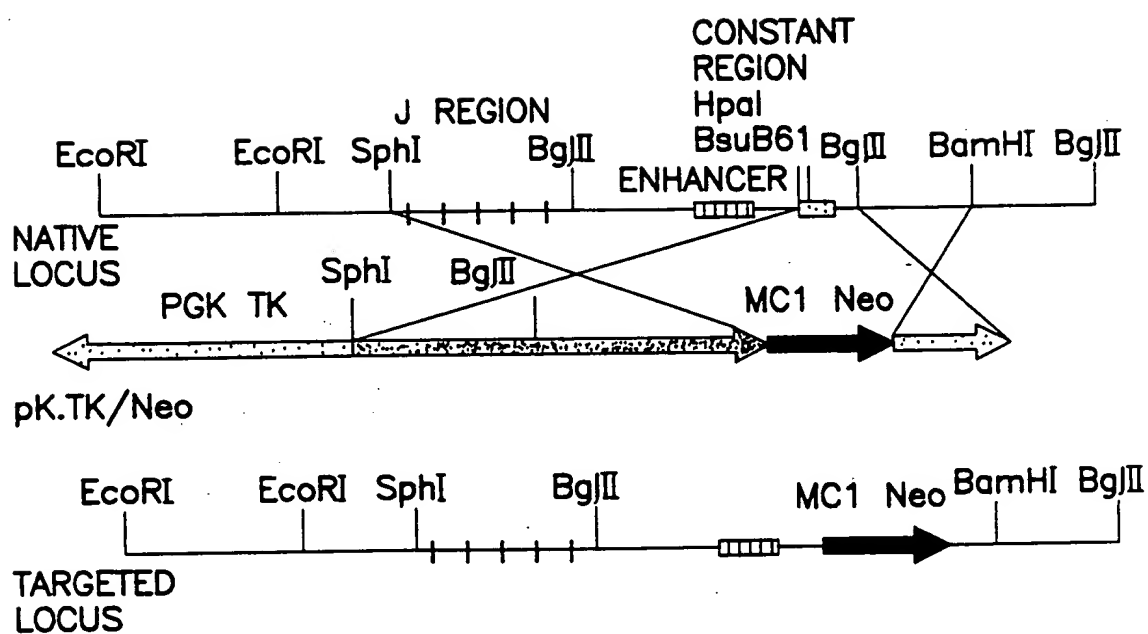 CONSTANT
REGION
HpaI
BsuB61
J REGION
EcoRI EcoRI SphI BglII BglII BamHI BglII
ENHANCER
NATIVE
LOCUS
SphI BglII
PGK TK MC1 Neo
pK.TK/Neo
EcoRI EcoRI SphI BglII MC1 Neo BamHI BglII
TARGETED
LOCUS